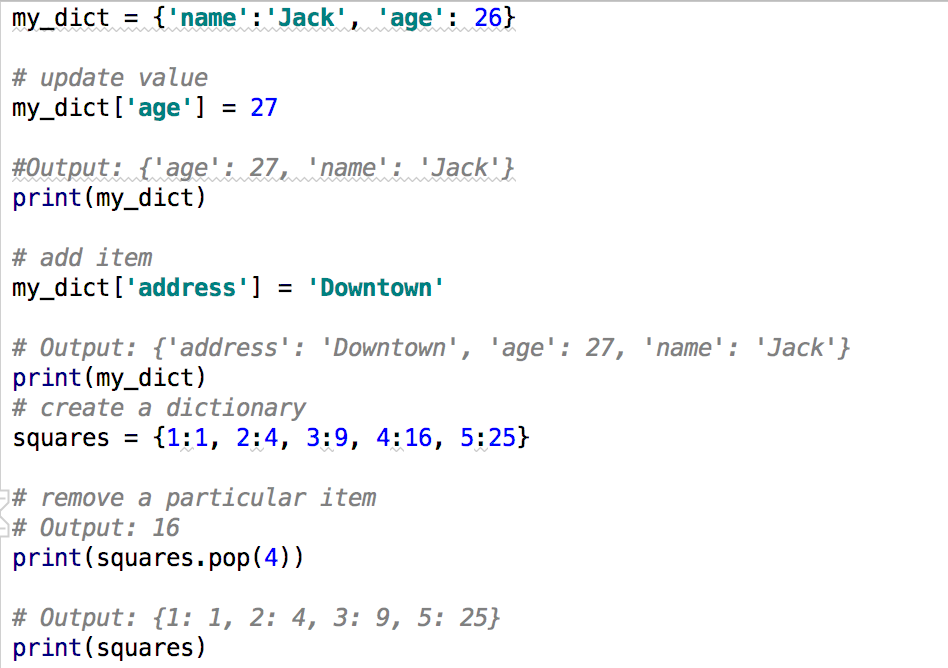 my_dict = {'name':'Jack', 'age': 26}
# update value
my_dict['age'] = 27
#Output: {'age': 27, 'name': 'Jack'}
print(my_dict)
# add item
my_dict['address'] = 'Downtown'
# Output: {'address': 'Downtown', 'age': 27, 'name': 'Jack'}
print(my_dict)
# create a dictionary
squares = {1:1, 2:4, 3:9, 4:16, 5:25}
# remove a particular item
# Output: 16
print(squares.pop(4))
# Output: {1: 1, 2: 4, 3: 9, 5: 25}
print(squares)